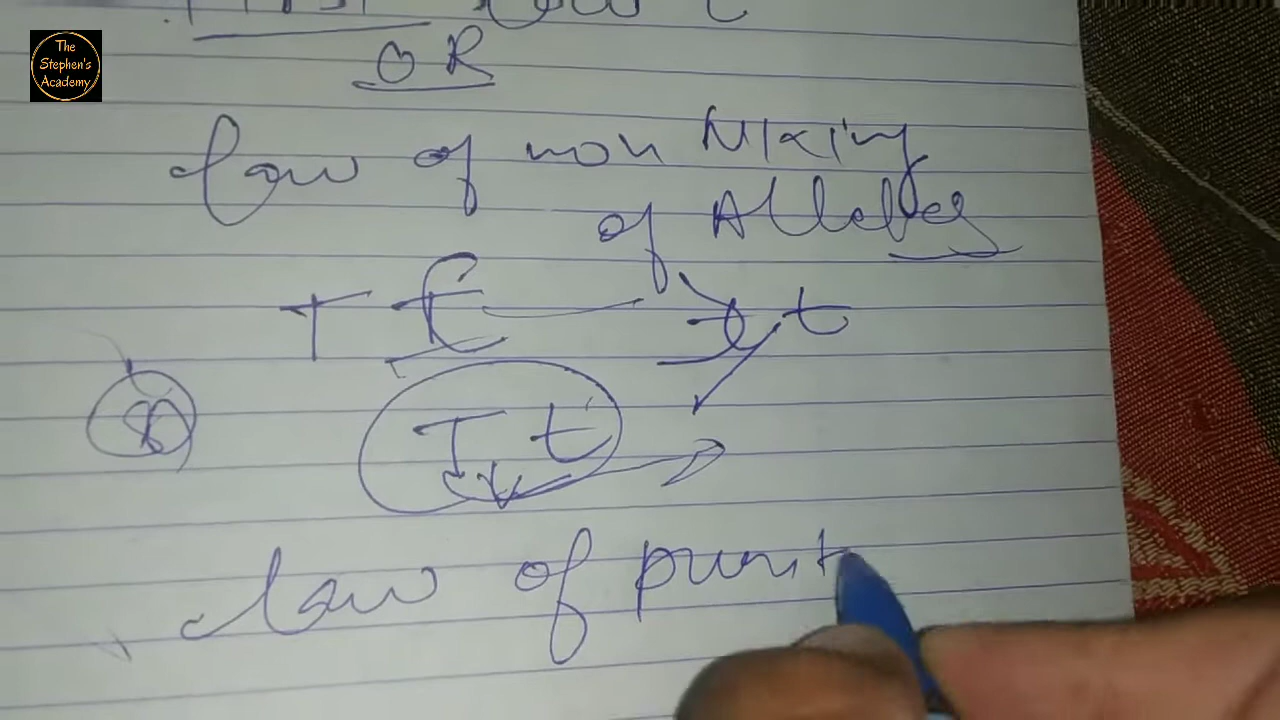 The
Stephen's
Academy
OR
law of non Mixing
of Alleles
T t t t
T t
law of purit